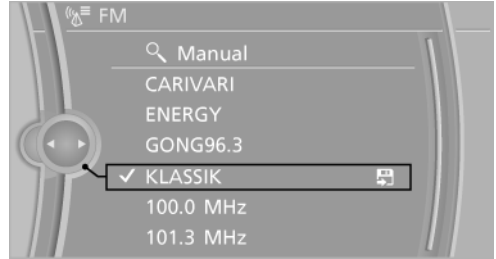 FM
Manual
CARIVARI
ENERGY
GONG96.3
KLASSIK
100.0 MHz
101.3 MHz